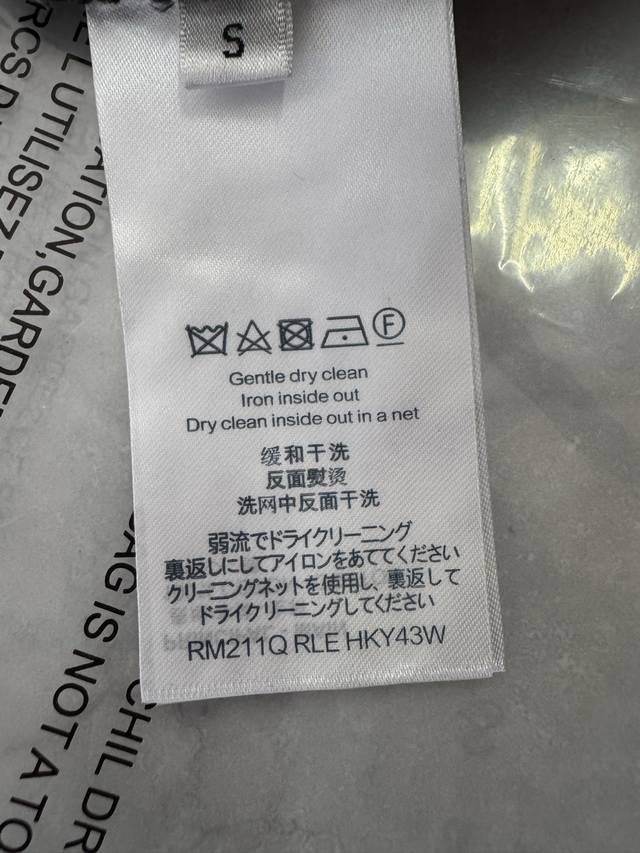 S
F
Gentle dry clean
Iron inside out
Dry clean inside out in a net
缓和干洗
反面熨烫
洗网中反面干洗
弱流でドライクリーニング
裏返しにしてアイロンをあててください
クリーニングネットを使用し、裏返して
ドライクリーニングしてください
RM211Q RLE HKY43W
L UTILISEZ
ATION, GARDEZ
BAG IS NOT A TO
CHILDR